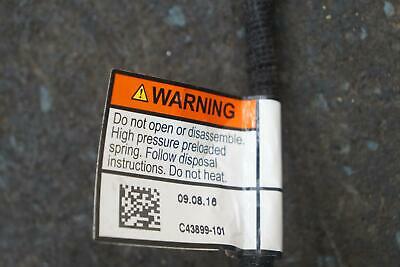 WARNING
Do not open or disassemble.
High pressure preloaded
spring. Follow disposal
instructions. Do not heat.
09.08.16
C43899-101